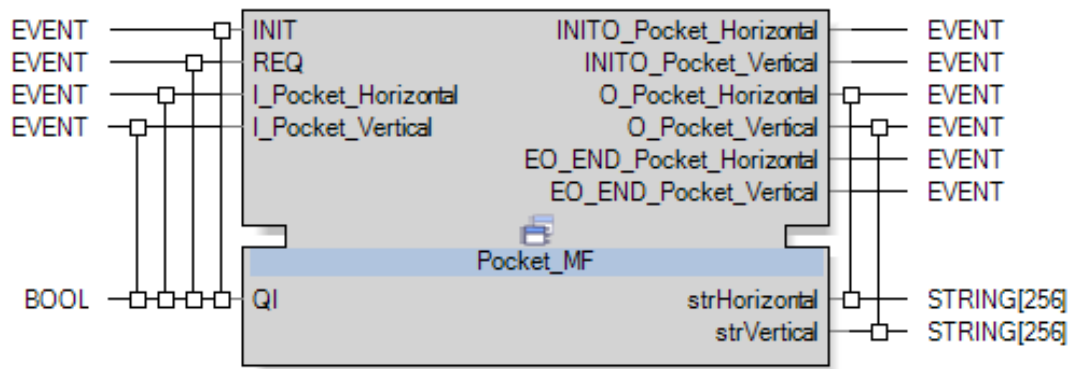 EVENT INIT INITO_Pocket_Horizontal EVENT
EVENT REQ INITO_Pocket_Vertical EVENT
EVENT I_Pocket_Horizontal O_Pocket_Horizontal EVENT
EVENT I_Pocket_Vertical O_Pocket_Vertical EVENT
EO_END_Pocket_Horizontal EVENT
EO_END_Pocket_Vertical EVENT
Pocket_MF
BOOL QI strHorizontal STRING[256]
strVertical STRING[256]